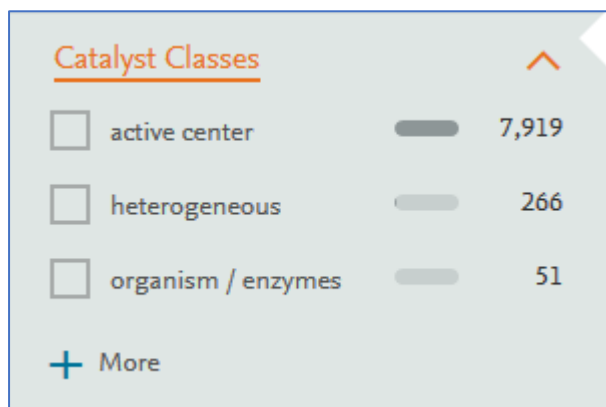 Catalyst Classes
active center 7,919
heterogeneous 266
organism / enzymes 51
+ More